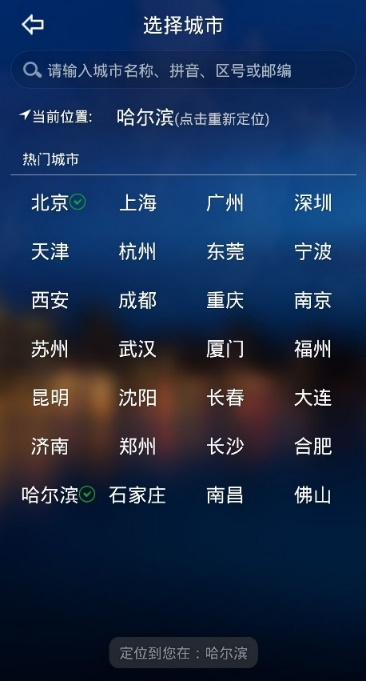 选择城市
请输入城市名称、拼音、区号或邮编
当前位置: 哈尔滨(点击重新定位)
热门城市
北京 上海 广州 深圳
天津 杭州 东莞 宁波
西安 成都 重庆 南京
苏州 武汉 厦门 福州
昆明 沈阳 长春 大连
济南 郑州 长沙 合肥
哈尔滨 石家庄 南昌 佛山
定位到您在：哈尔滨